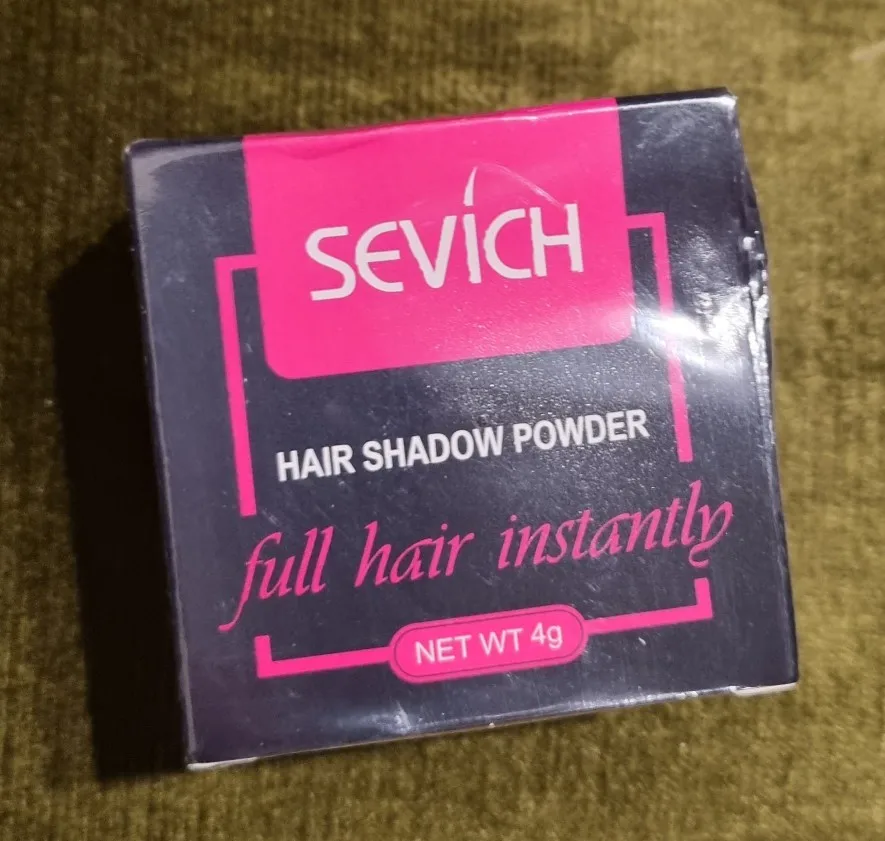 SEVICH
HAIR SHADOW POWDER
full hair instantly
NET WT 4g